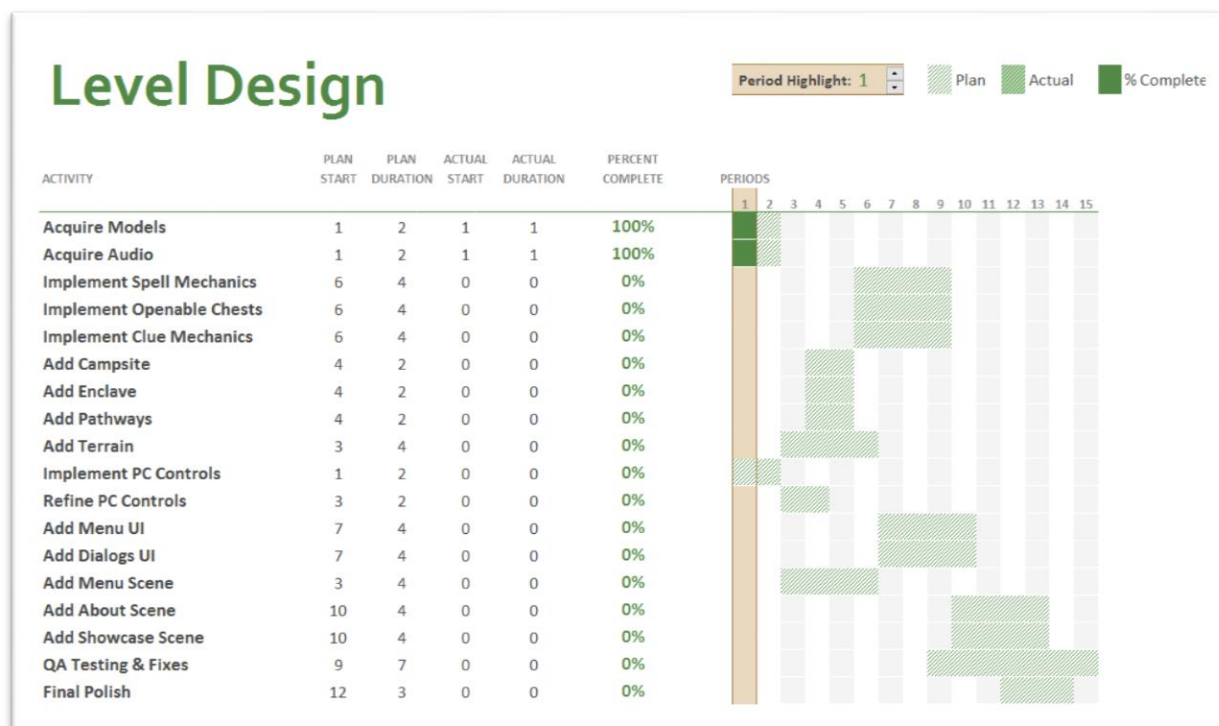 Level Design
Period Highlight: 1 Plan Actual % Complete
PLAN PLAN ACTUAL ACTUAL PERCENT
ACTIVITY START DURATION START DURATION COMPLETE PERIODS
1 2 3 4 5 6 7 8 9 10 11 12 13 14 15
Acquire Models 1 2 1 1 100%
Acquire Audio 1 2 1 1 100%
Implement Spell Mechanics 6 4 0 0 0%
Implement Openable Chests 6 4 0 0 0%
Implement Clue Mechanics 6 4 0 0 0%
Add Campsite 4 2 0 0 0%
Add Enclave 4 2 0 0 0%
Add Pathways 4 2 0 0 0%
Add Terrain 3 4 0 0 0%
Implement PC Controls 1 2 0 0 0%
Refine PC Controls 3 2 0 0 0%
Add Menu UI 7 4 0 0 0%
Add Dialogs UI 7 4 0 0 0%
Add Menu Scene 3 4 0 0 0%
Add About Scene 10 4 0 0 0%
Add Showcase Scene 10 4 0 0 0%
QA Testing & Fixes 9 7 0 0 0%
Final Polish 12 3 0 0 0%